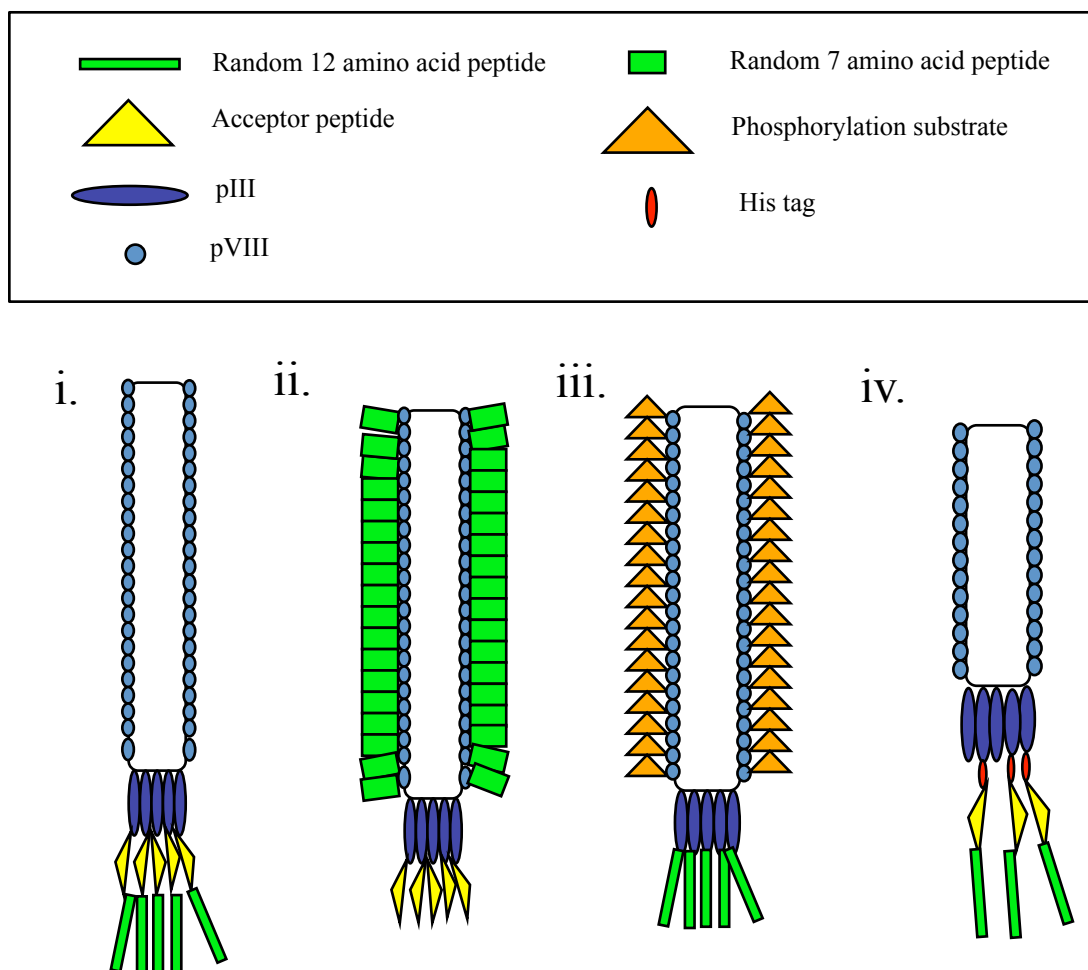 Random 12 amino acid peptide
Random 7 amino acid peptide
Acceptor peptide
Phosphorylation substrate
pIII
His tag
pVIII
i.
ii.
iii.
iv.